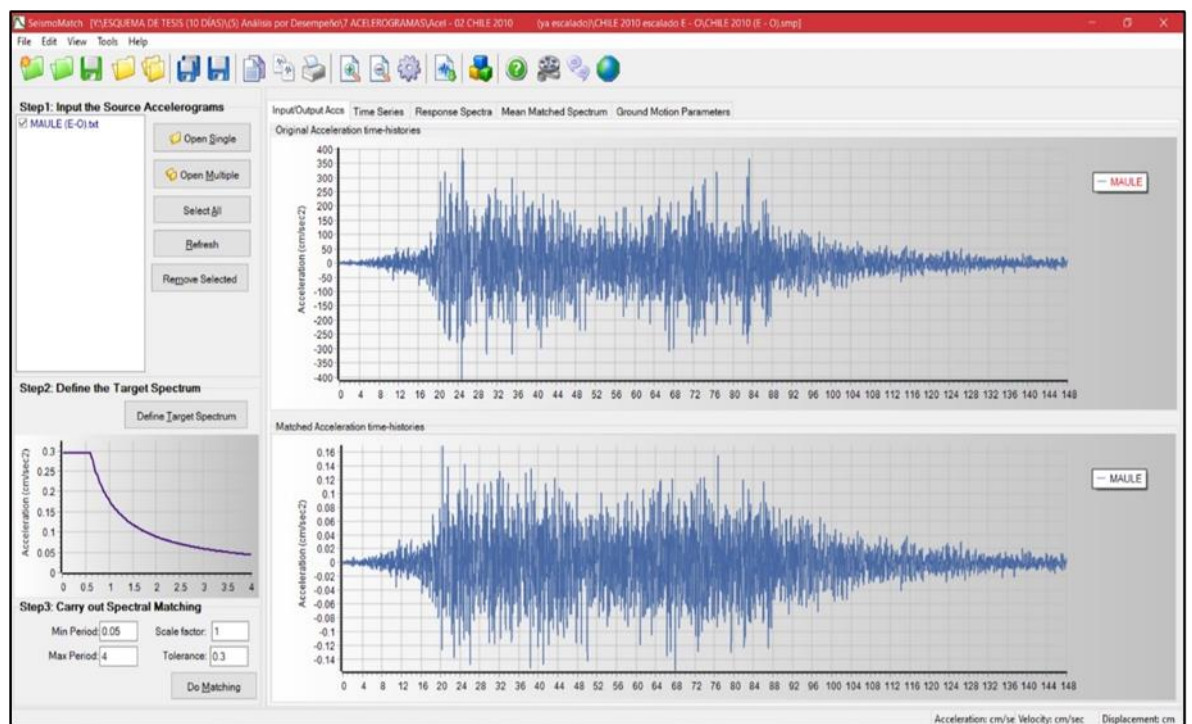 SeismoMatch [Y:\ESQUEMA DE TESIS (10 DÍAS)\(5) Análisis por Desempeño\7 ACELEROGRAMAS\Acel - 02 CHILE 2010 (ya escalado)\CHILE 2010 escalado E - O\CHILE 2010 (E - O).smp]
File Edit View Tools Help
Step1: Input the Source Accelerograms
MAULE (E-O).txt
Open Single
Open Multiple
Select All
Refresh
Remove Selected
Step2: Define the Target Spectrum
Define Target Spectrum
Acceleration (cm/sec2)
0.3
0.25
0.2
0.15
0.1
0.05
0
0 0.5 1 1.5 2 2.5 3 3.5 4
Step3: Carry out Spectral Matching
Min Period: 0.05 Scale factor: 1
Max Period: 4 Tolerance: 0.3
Do Matching
Input/Output Accs Time Series Response Spectra Mean Matched Spectrum Ground Motion Parameters
Original Acceleration time-histories
Acceleration (cm/sec2)
400
350
300
250
200
150
100
50
0
-50
-100
-150
-200
-250
-300
-350
-400
0 4 8 12 16 20 24 28 32 36 40 44 48 52 56 60 64 68 72 76 80 84 88 92 96 100 104 108 112 116 120 124 128 132 136 140 144 148
MAULE
Matched Acceleration time-histories
Acceleration (cm/sec2)
0.16
0.14
0.12
0.1
0.08
0.06
0.04
0.02
0
-0.02
-0.04
-0.06
-0.08
-0.1
-0.12
-0.14
0 4 8 12 16 20 24 28 32 36 40 44 48 52 56 60 64 68 72 76 80 84 88 92 96 100 104 108 112 116 120 124 128 132 136 140 144 148
MAULE
Acceleration: cm/se Velocity: cm/sec Displacement: cm